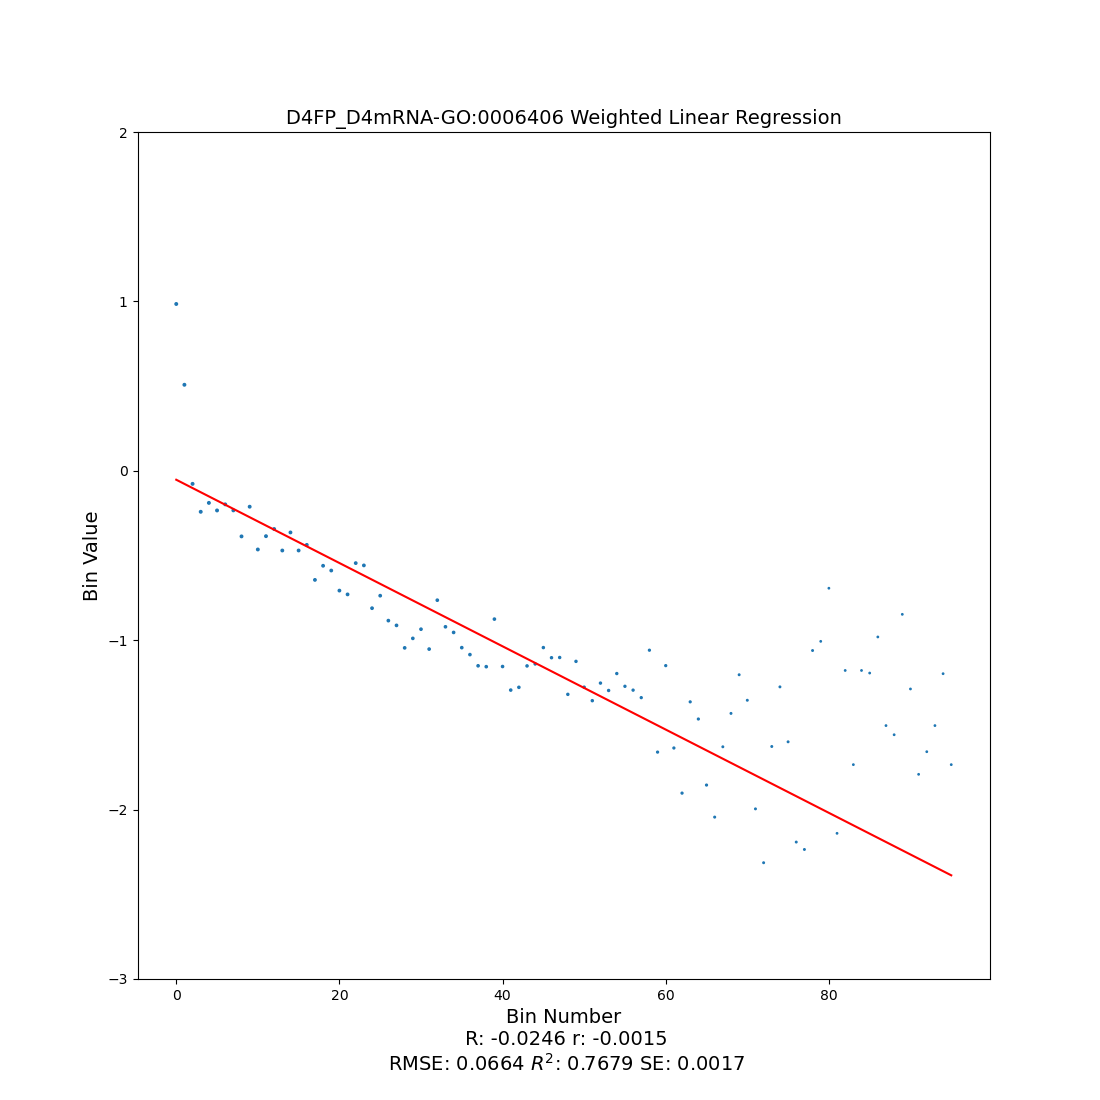 D4FP_D4mRNA-GO:0006406 Weighted Linear Regression
2
1
0
−1
−2
−3
Bin Value
0 20 40 60 80
Bin Number
R: -0.0246 r: -0.0015
RMSE: 0.0664 R²: 0.7679 SE: 0.0017